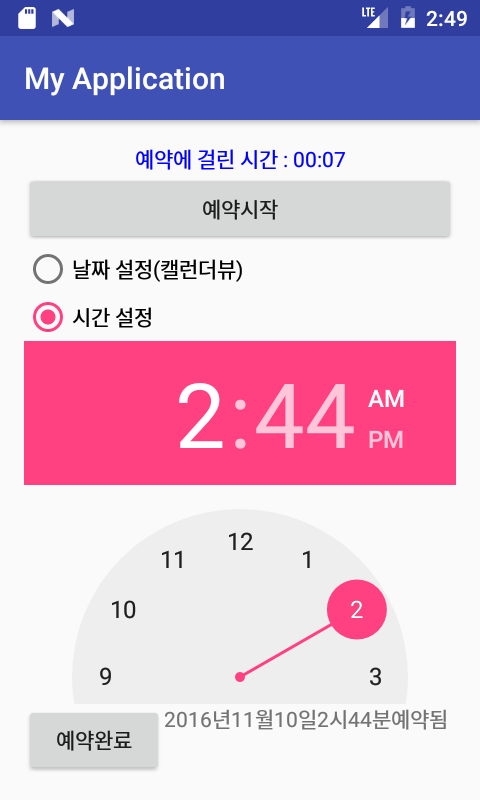 LTE 2:49
My Application
예약에 걸린 시간 : 00:07
예약시작
날짜 설정(캘런더뷰)
시간 설정
2:44 AM
PM
12
11 1
10 2
9 3
2016년11월10일2시44분예약됨
예약완료